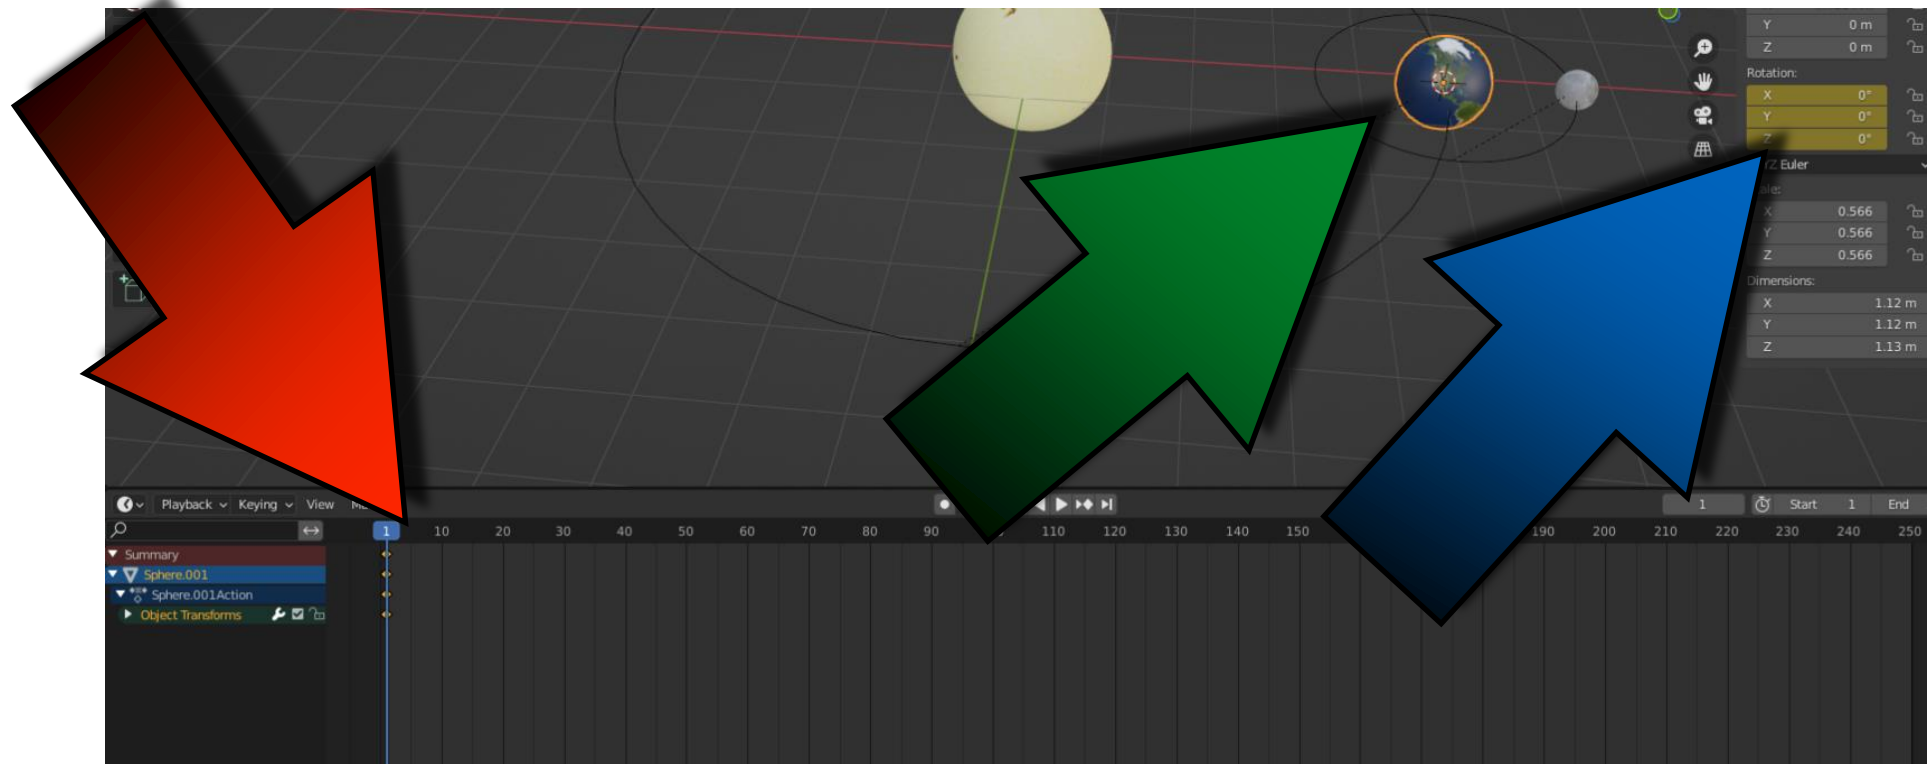 Y 0 m
Z 0 m
Rotation:
X 0°
Y 0°
Z 0°
Euler
X 0.566
Y 0.566
Z 0.566
Dimensions:
X 1.12 m
Y 1.12 m
Z 1.13 m
Playback Keying View 1 Start 1 End
1 10 20 30 40 50 60 70 80 90 110 120 130 140 150 190 200 210 220 230 240 250
Summary
Sphere.001
Sphere.001Action
Object Transforms